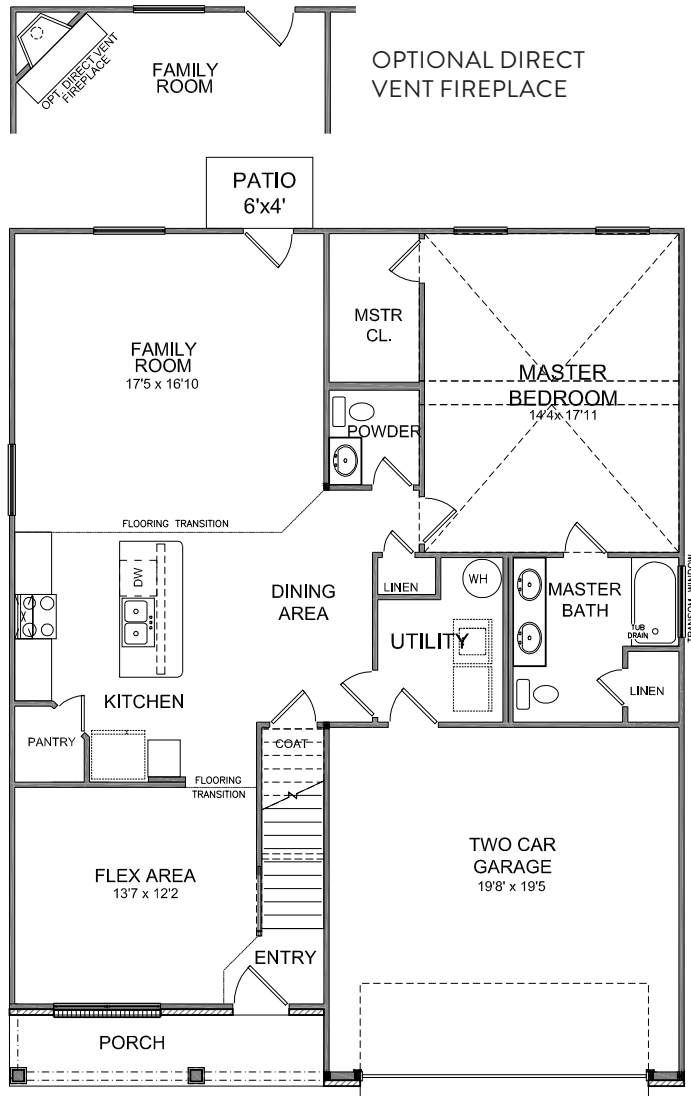 OPTIONAL DIRECT
VENT FIREPLACE
OPT. DIRECT VENT
FIREPLACE
FAMILY
ROOM
PATIO
6'x4'
FAMILY
ROOM
17'5 x 16'10
MSTR
CL.
MASTER
BEDROOM
14'4x 17'11
POWDER
FLOORING TRANSITION
DW
DINING
AREA
LINEN
WH
UTILITY
MASTER
BATH
TUB
DRAIN
TRANSOM WINDOW
LINEN
KITCHEN
PANTRY
COAT
FLOORING
TRANSITION
FLEX AREA
13'7 x 12'2
TWO CAR
GARAGE
19'8' x 19'5
ENTRY
PORCH